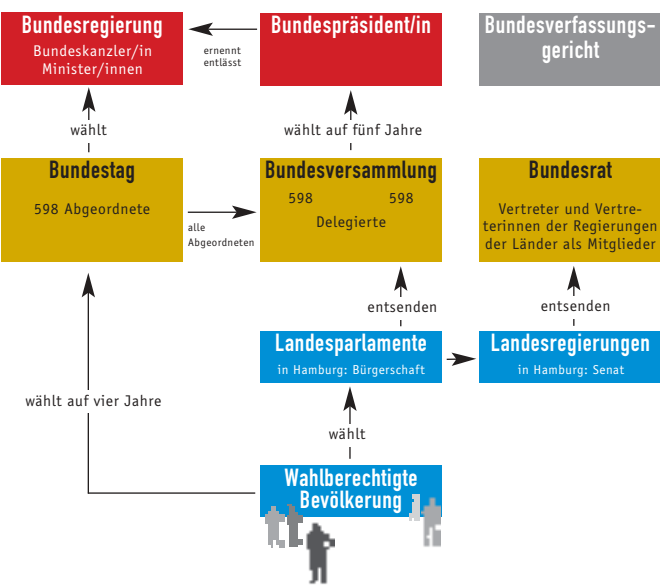 Bundesregierung
Bundeskanzler/in
Minister/innen
ernennt
entlässt
Bundespräsident/in
Bundesverfassungs-
gericht
wählt
wählt auf fünf Jahre
Bundestag
598 Abgeordnete
alle
Abgeordneten
Bundesversammlung
598 598
Delegierte
Bundesrat
Vertreter und Vertre-
terinnen der Regierungen
der Länder als Mitglieder
entsenden
entsenden
Landesparlamente
in Hamburg: Bürgerschaft
Landesregierungen
in Hamburg: Senat
wählt auf vier Jahre
wählt
Wahlberechtigte
Bevölkerung